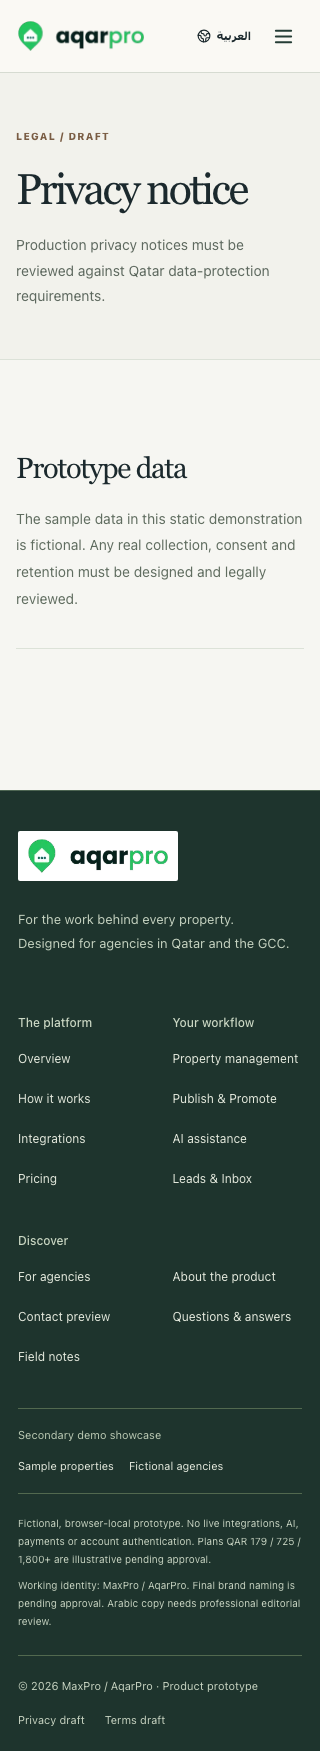 aqarpro
العربية
LEGAL / DRAFT
Privacy notice
Production privacy notices must be
reviewed against Qatar data-protection
requirements.
Prototype data
The sample data in this static demonstration
is fictional. Any real collection, consent and
retention must be designed and legally
reviewed.
aqarpro
For the work behind every property.
Designed for agencies in Qatar and the GCC.
The platform
Overview
How it works
Integrations
Pricing
Your workflow
Property management
Publish & Promote
AI assistance
Leads & Inbox
Discover
For agencies
About the product
Contact preview
Questions & answers
Field notes
Secondary demo showcase
Sample properties Fictional agencies
Fictional, browser-local prototype. No live integrations, AI,
payments or account authentication. Plans QAR 179 / 725 /
1,800+ are illustrative pending approval.
Working identity: MaxPro / AqarPro. Final brand naming is
pending approval. Arabic copy needs professional editorial
review.
© 2026 MaxPro / AqarPro · Product prototype
Privacy draft Terms draft